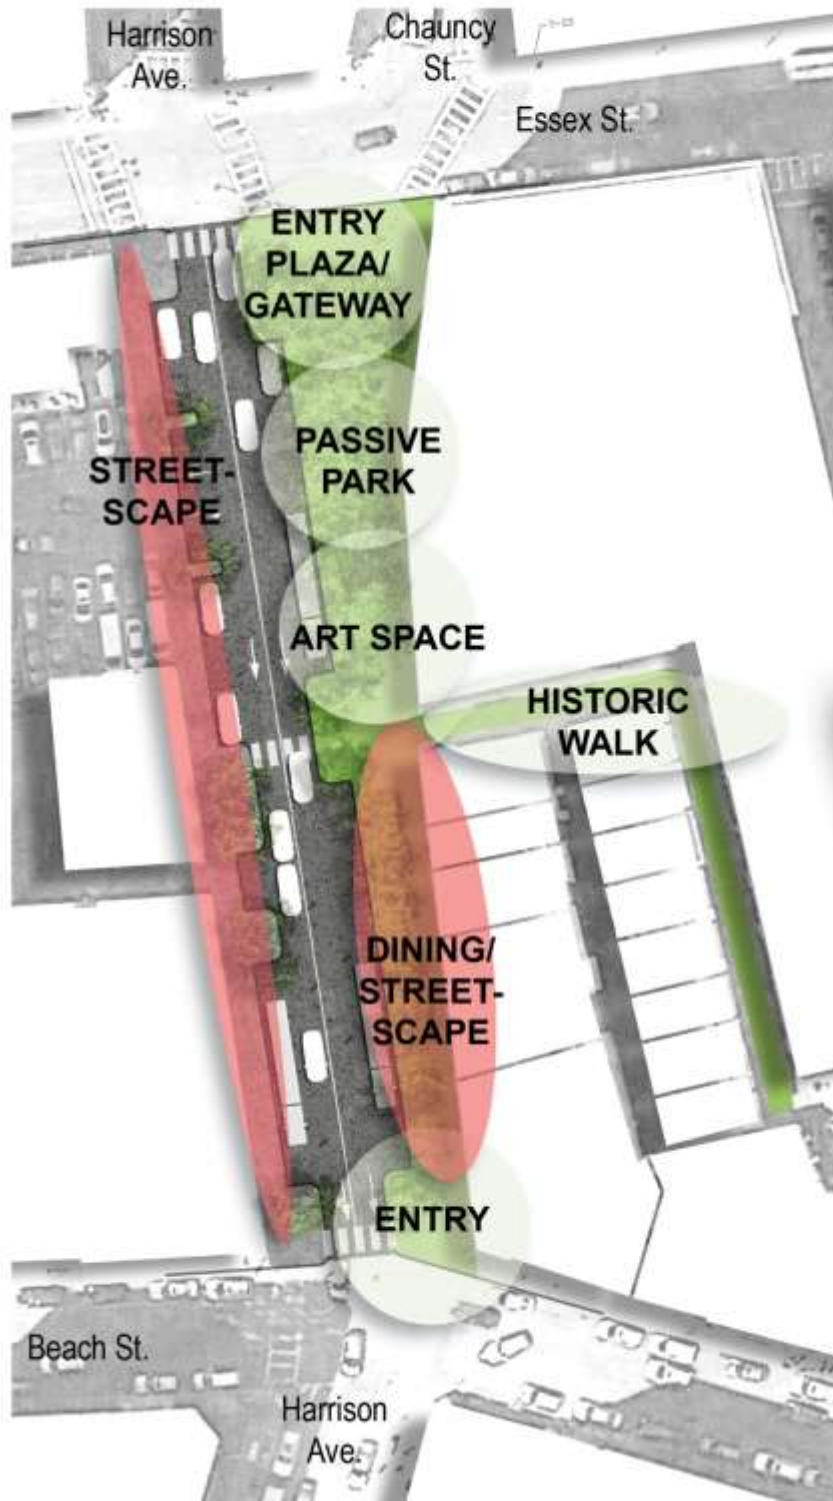 Harrison
Ave.
Chauncy
St.
Essex St.
ENTRY
PLAZA/
GATEWAY
PASSIVE
PARK
STREET-
SCAPE
ART SPACE
HISTORIC
WALK
DINING/
STREET-
SCAPE
ENTRY
Beach St.
Harrison
Ave.